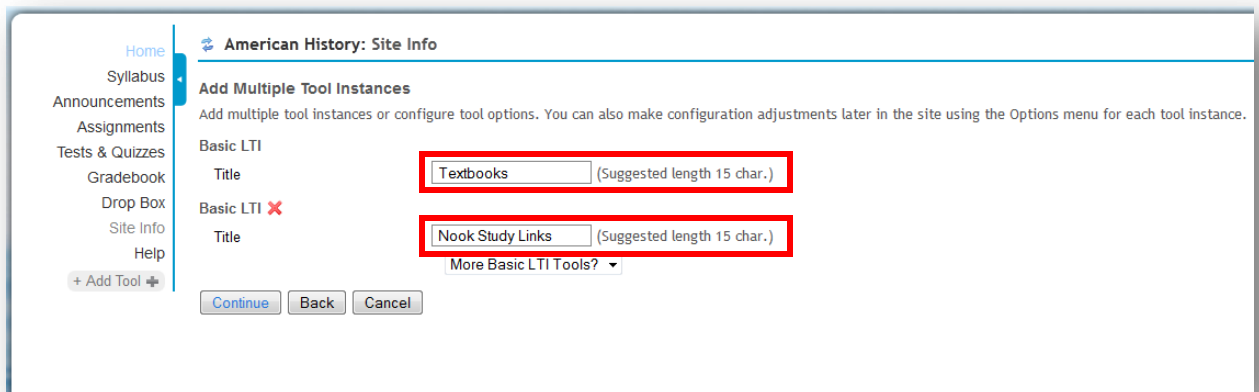 American History: Site Info
Home
Syllabus
Announcements
Assignments
Tests & Quizzes
Gradebook
Drop Box
Site Info
Help
+ Add Tool
Add Multiple Tool Instances
Add multiple tool instances or configure tool options. You can also make configuration adjustments later in the site using the Options menu for each tool instance.
Basic LTI
Title Textbooks (Suggested length 15 char.)
Basic LTI
Title Nook Study Links (Suggested length 15 char.)
More Basic LTI Tools?
Continue Back Cancel